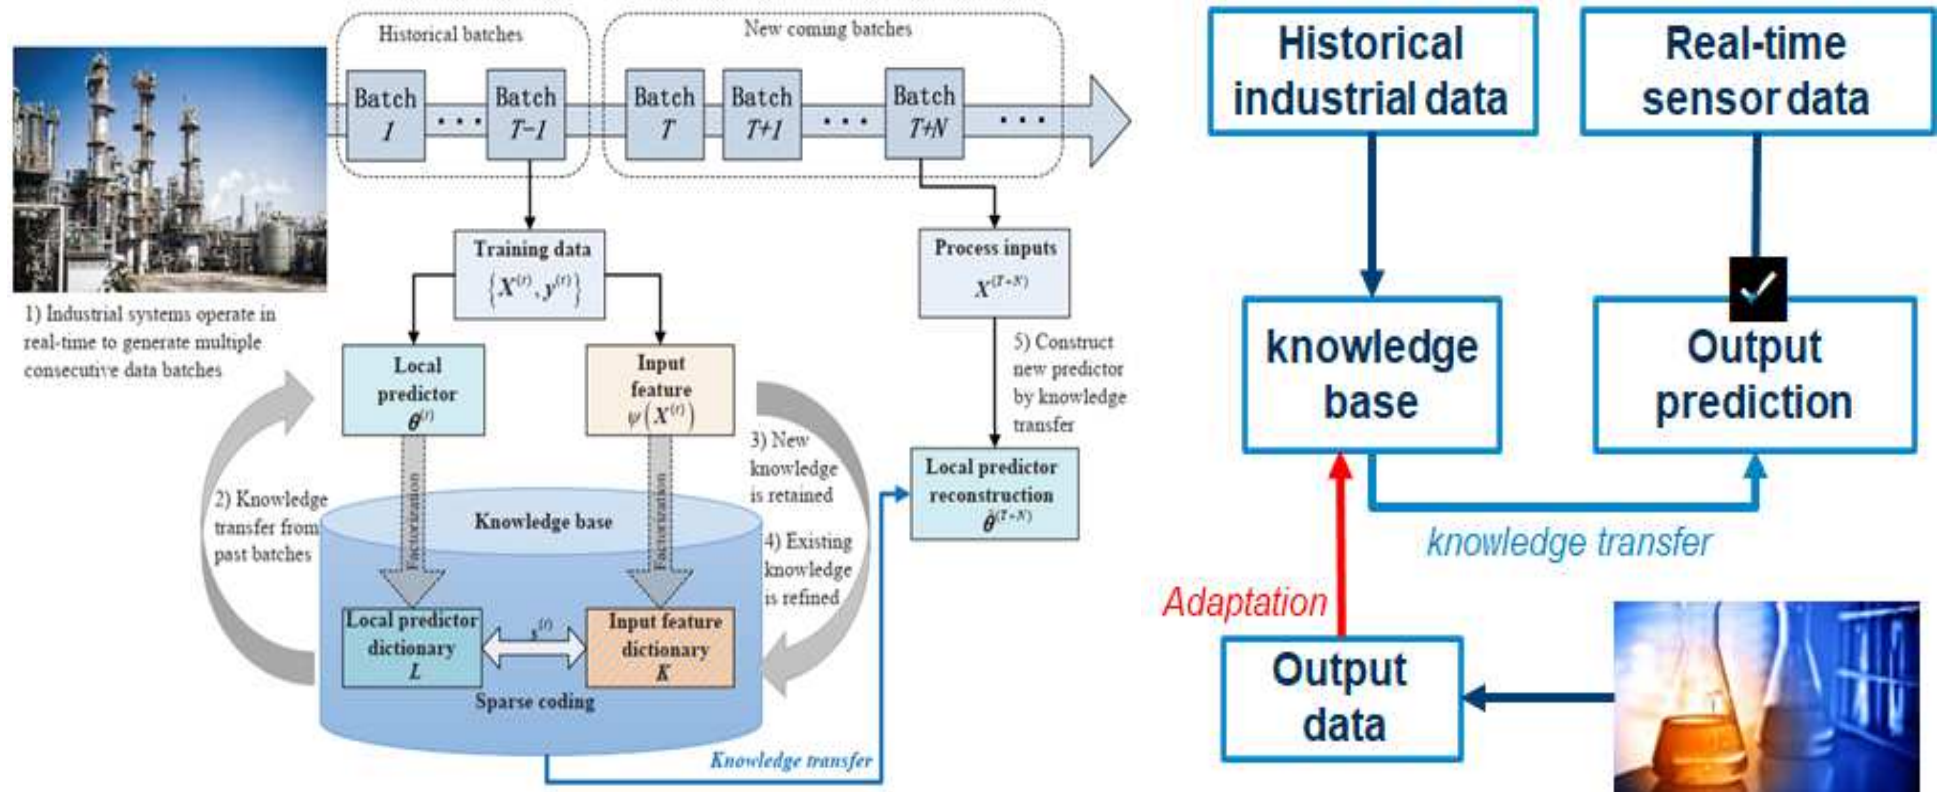 Historical batches
New coming batches
Batch
1
...
Batch
T-1
Batch
T
Batch
T+1
...
Batch
T+N
...
Training data
{X^(t), y^(t)}
Process inputs
X^(T+N)
1) Industrial systems operate in
real-time to generate multiple
consecutive data batches
Local
predictor
θ^(t)
Input
feature
ψ(X^(t))
5) Construct
new predictor
by knowledge
transfer
2) Knowledge
transfer from
past batches
Factorization
Factorization
3) New
knowledge
is retained
4) Existing
knowledge
is refined
Local predictor
reconstruction
θ̂^(T+N)
Knowledge base
Local predictor
dictionary
L
s^(t)
Input feature
dictionary
K
Sparse coding
Knowledge transfer
Historical
industrial data
Real-time
sensor data
knowledge
base
Output
prediction
knowledge transfer
Adaptation
Output
data